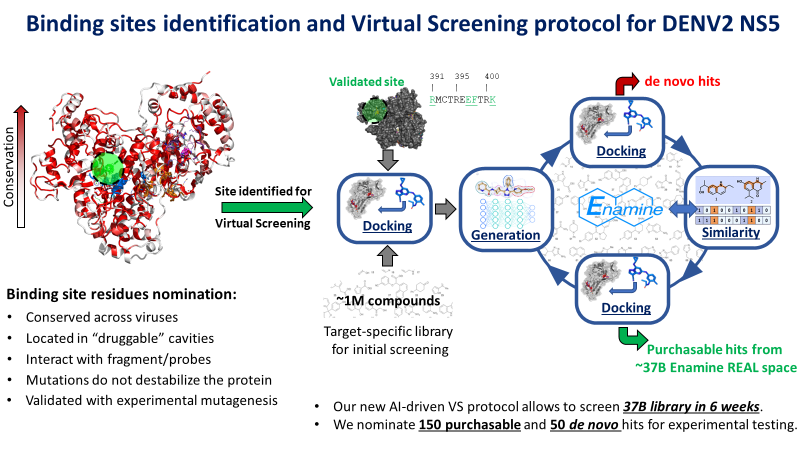 Binding sites identification and Virtual Screening protocol for DENV2 NS5
Conservation
Site identified for
Virtual Screening
Binding site residues nomination:
• Conserved across viruses
• Located in “druggable” cavities
• Interact with fragment/probes
• Mutations do not destabilize the protein
• Validated with experimental mutagenesis
Validated site
391 395 400
RMCTREEFTRK
Docking
~1M compounds
Target-specific library
for initial screening
Generation
Docking
de novo hits
Enamine
Similarity
Docking
Purchasable hits from
~37B Enamine REAL space
• Our new AI-driven VS protocol allows to screen 37B library in 6 weeks.
• We nominate 150 purchasable and 50 de novo hits for experimental testing.